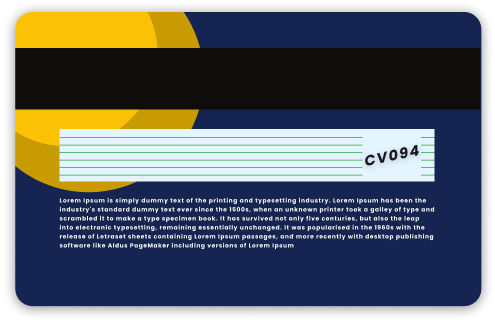 CV094
Lorem Ipsum is simply dummy text of the printing and typesetting industry. Lorem Ipsum has been the
industry's standard dummy text ever since the 1500s, when an unknown printer took a galley of type and
scrambled it to make a type specimen book. It has survived not only five centuries, but also the leap
into electronic typesetting, remaining essentially unchanged. It was popularised in the 1960s with the
release of Letraset sheets containing Lorem Ipsum passages, and more recently with desktop publishing
software like Aldus PageMaker including versions of Lorem Ipsum